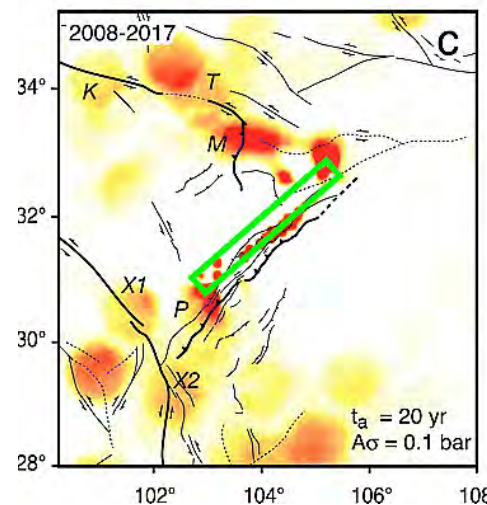 2008-2017
C
34°
K
T
M
32°
X1
P
30°
X2
t_a = 20 yr
Aσ = 0.1 bar
28°
102°
104°
106°
108